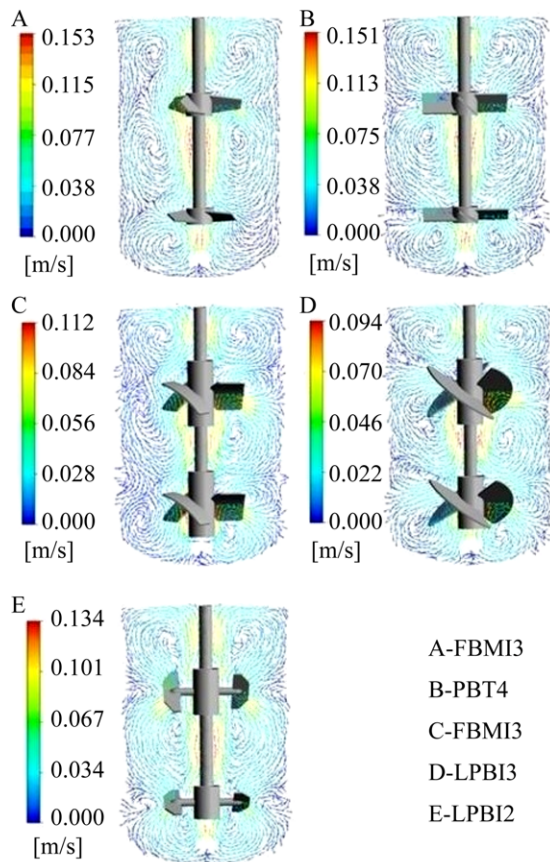 A
0.153
0.115
0.077
0.038
0.000
[m/s]
B
0.151
0.113
0.075
0.038
0.000
[m/s]
C
0.112
0.084
0.056
0.028
0.000
[m/s]
D
0.094
0.070
0.046
0.022
0.000
[m/s]
E
0.134
0.101
0.067
0.034
0.000
[m/s]
A-FBMI3
B-PBT4
C-FBMI3
D-LPBI3
E-LPBI2